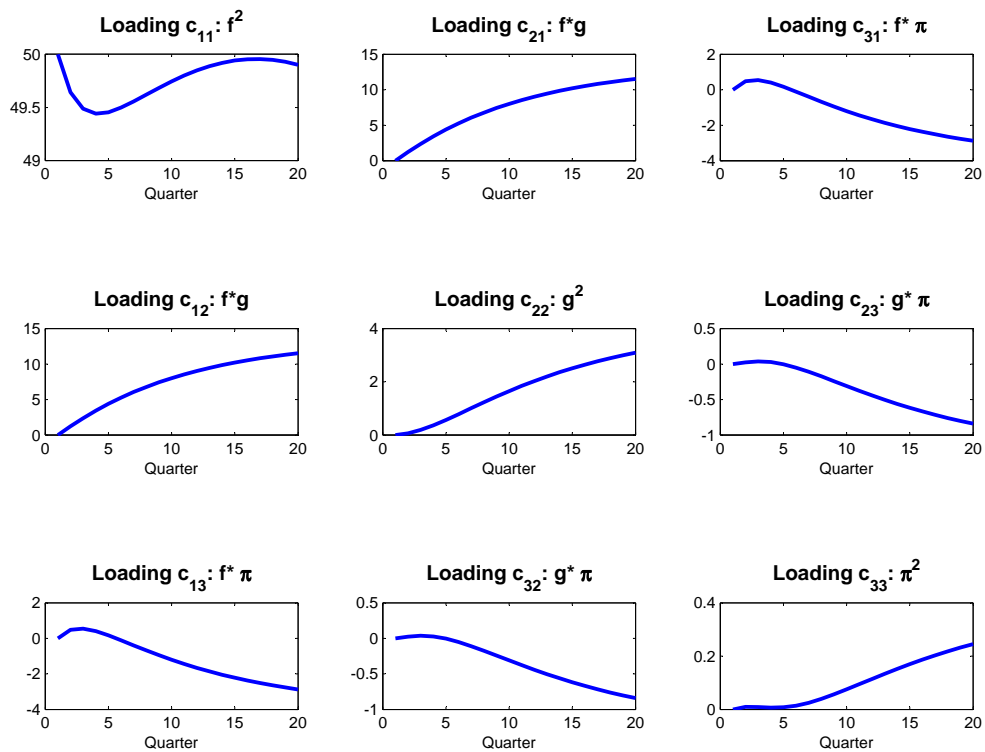 Loading c11: f2
50
49.5
49
0 5 10 15 20
Quarter
Loading c21: f*g
15
10
5
0
0 5 10 15 20
Quarter
Loading c31: f* π
2
0
-2
-4
0 5 10 15 20
Quarter
Loading c12: f*g
15
10
5
0
0 5 10 15 20
Quarter
Loading c22: g2
4
2
0
0 5 10 15 20
Quarter
Loading c23: g* π
0.5
0
-0.5
-1
0 5 10 15 20
Quarter
Loading c13: f* π
2
0
-2
-4
0 5 10 15 20
Quarter
Loading c32: g* π
0.5
0
-0.5
-1
0 5 10 15 20
Quarter
Loading c33: π2
0.4
0.2
0
0 5 10 15 20
Quarter